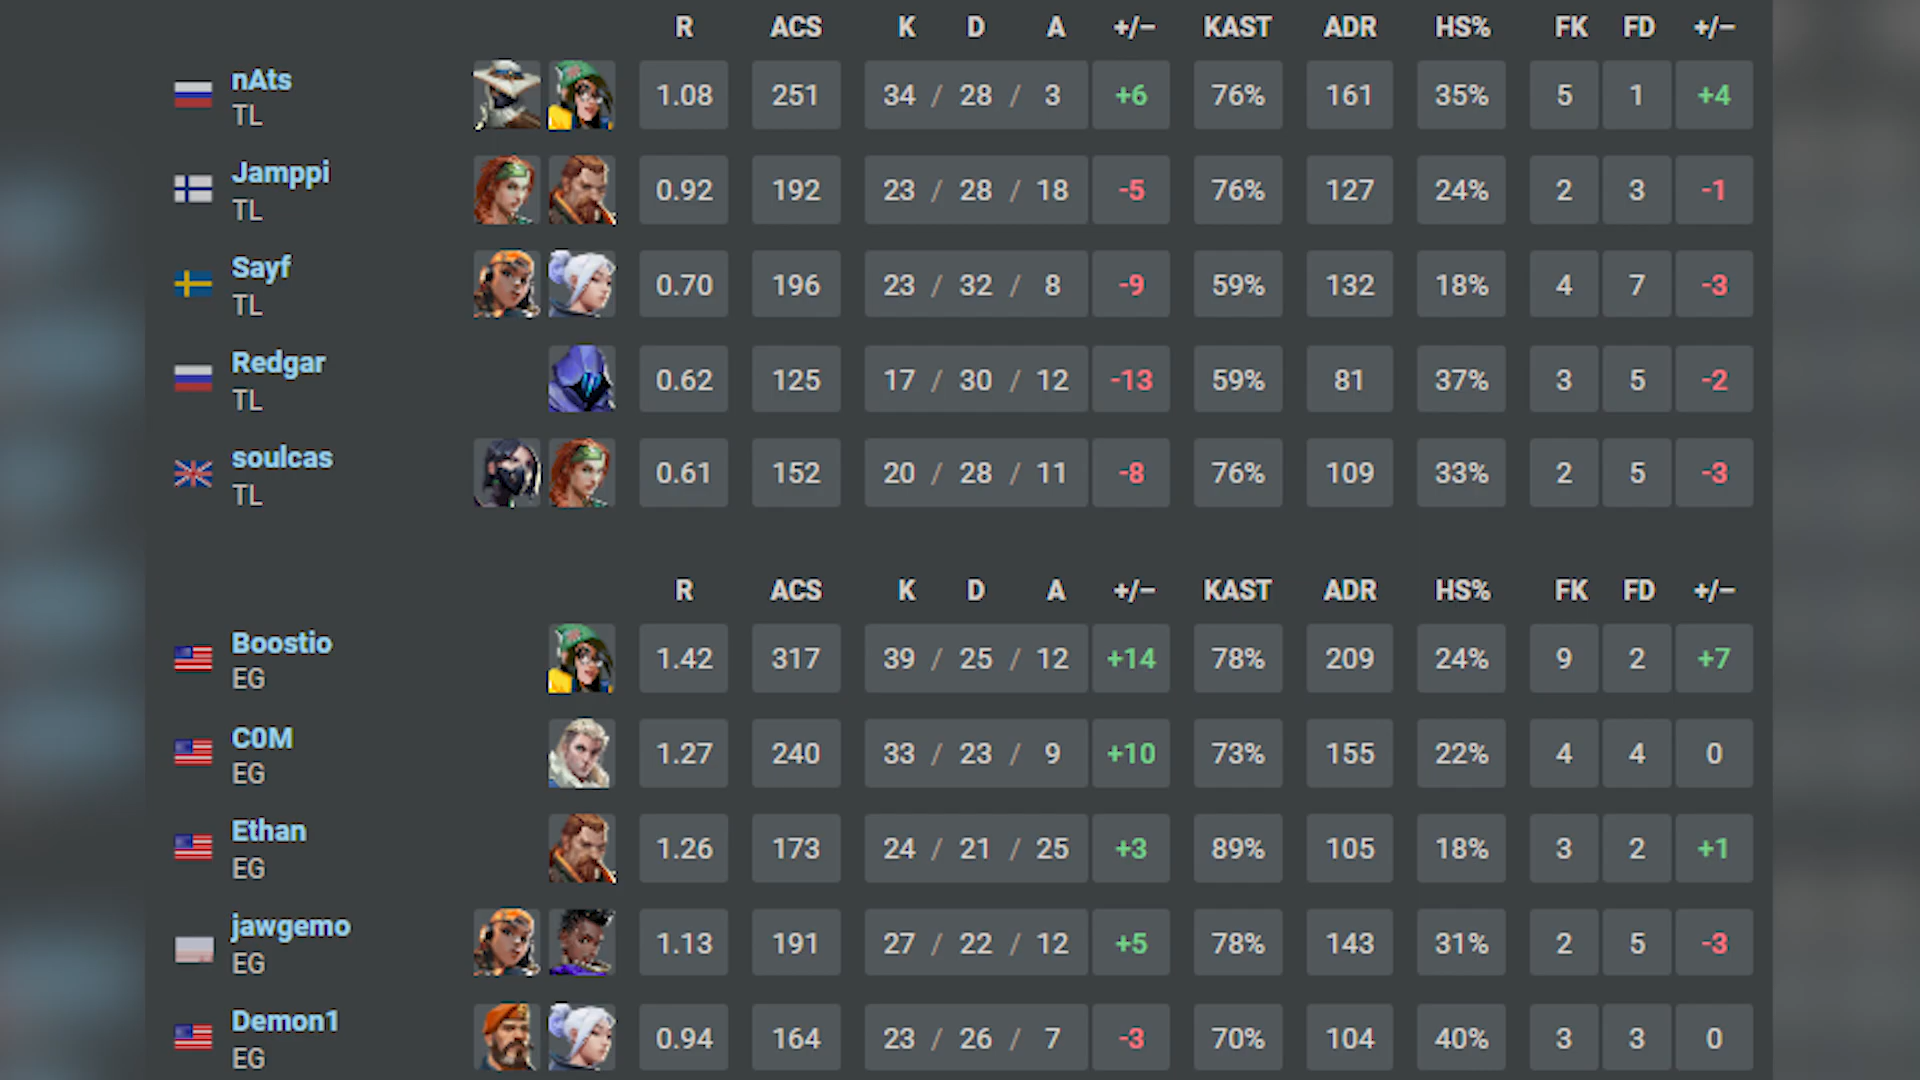 R ACS K D A +/− KAST ADR HS% FK FD +/−
nAts 1.08 251 34 / 28 / 3 +6 76% 161 35% 5 1 +4
TL
Jamppi 0.92 192 23 / 28 / 18 -5 76% 127 24% 2 3 -1
TL
Sayf 0.70 196 23 / 32 / 8 -9 59% 132 18% 4 7 -3
TL
Redgar 0.62 125 17 / 30 / 12 -13 59% 81 37% 3 5 -2
TL
soulcas 0.61 152 20 / 28 / 11 -8 76% 109 33% 2 5 -3
TL
R ACS K D A +/− KAST ADR HS% FK FD +/−
Boostio 1.42 317 39 / 25 / 12 +14 78% 209 24% 9 2 +7
EG
C0M 1.27 240 33 / 23 / 9 +10 73% 155 22% 4 4 0
EG
Ethan 1.26 173 24 / 21 / 25 +3 89% 105 18% 3 2 +1
EG
jawgemo 1.13 191 27 / 22 / 12 +5 78% 143 31% 2 5 -3
EG
Demon1 0.94 164 23 / 26 / 7 -3 70% 104 40% 3 3 0
EG